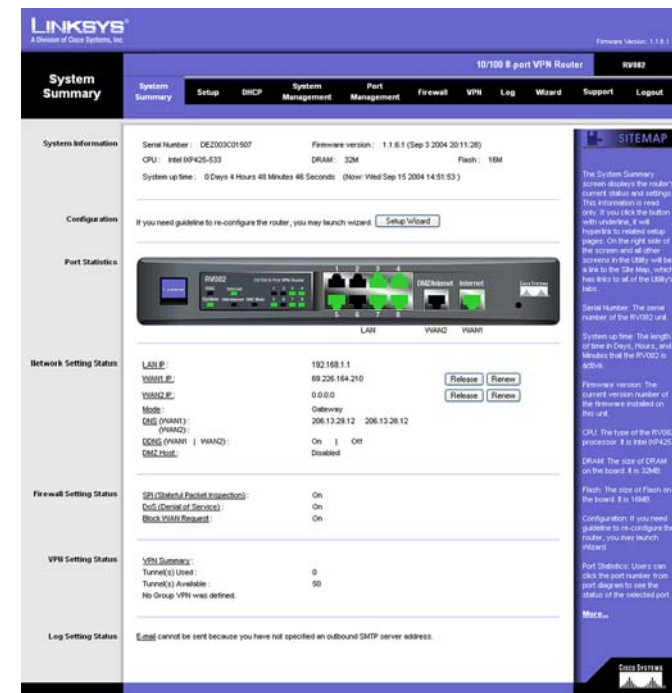 LINKSYS®
A Division of Cisco Systems, Inc.
Firmware Version: 1.1.6.1
10/100 8-port VPN Router RV082
System Summary
System Summary Setup DHCP System Management Port Management Firewall VPN Log Wizard Support Logout
System Information
Serial Number : DEZ003C01507 Firmware version : 1.1.6.1 (Sep 3 2004 20:11:28)
CPU : Intel IXP425-533 DRAM : 32M Flash : 16M
System up time : 0 Days 4 Hours 48 Minutes 46 Seconds (Now: Wed Sep 15 2004 14:51:53 )
Configuration
If you need guideline to re-configure the router, you may launch wizard. Setup Wizard
Port Statistics
RV082
1 2 3 4
DMZ/Internet Internet
5 6 7 8
LAN WAN2 WAN1
Network Setting Status
LAN IP : 192.168.1.1
WAN1 IP : 69.226.164.210 Release Renew
WAN2 IP : 0.0.0.0 Release Renew
Mode : Gateway
DNS (WAN1) : 206.13.29.12 206.13.28.12
(WAN2) :
DDNS (WAN1 | WAN2) : On | Off
DMZ Host : Disabled
Firewall Setting Status
SPI (Stateful Packet Inspection) : On
DoS (Denial of Service) : On
Block WAN Request : On
VPN Setting Status
VPN Summary :
Tunnel(s) Used : 0
Tunnel(s) Available : 50
No Group VPN was defined.
Log Setting Status
E-mail cannot be sent because you have not specified an outbound SMTP server address.
SITEMAP
The System Summary
screen displays the router's
current status and settings.
This information is read
only. If you click the button
with underline, it will
hyperlink to related setup
pages. On the right side of
the screen and all other
screens in the Utility will be
a link to the Site Map, which
has links to all of the Utility's
tabs.
Serial Number: The serial
number of the RV082 unit.
System up time: The length
of time in Days, Hours, and
Minutes that the RV082 is
active.
Firmware version: The
current version number of
the firmware installed on
this unit.
CPU: The type of the RV082
processor. It is Intel IXP425
DRAM: The size of DRAM
on the board. It is 32MB.
Flash: The size of Flash on
the board. It is 16MB.
Configuration: If you need
guideline to re-configure the
router, you may launch
Wizard.
Port Statistics: Users can
click the port number from
port diagram to see the
status of the selected port.
More...
CISCO SYSTEMS